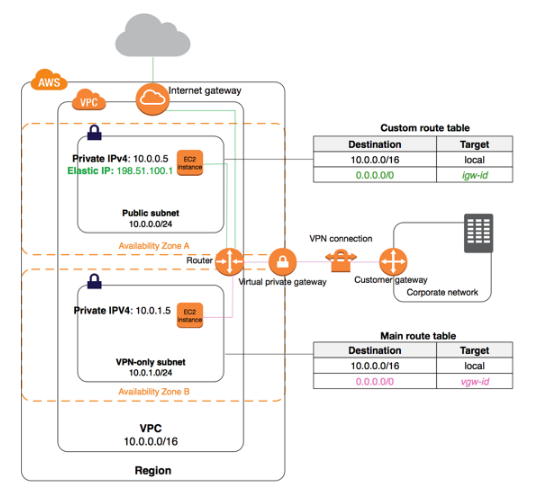 AWS
Internet gateway
VPC
Custom route table
Destination Target
10.0.0.0/16 local
0.0.0.0/0 igw-id
Private IPv4: 10.0.0.5
Elastic IP: 198.51.100.1
EC2
Instance
Public subnet
10.0.0.0/24
Availability Zone A
Router
Virtual private gateway
VPN connection
Customer gateway
Corporate network
Private IPV4: 10.0.1.5
EC2
Instance
VPN-only subnet
10.0.1.0/24
Availability Zone B
Main route table
Destination Target
10.0.0.0/16 local
0.0.0.0/0 vgw-id
VPC
10.0.0.0/16
Region